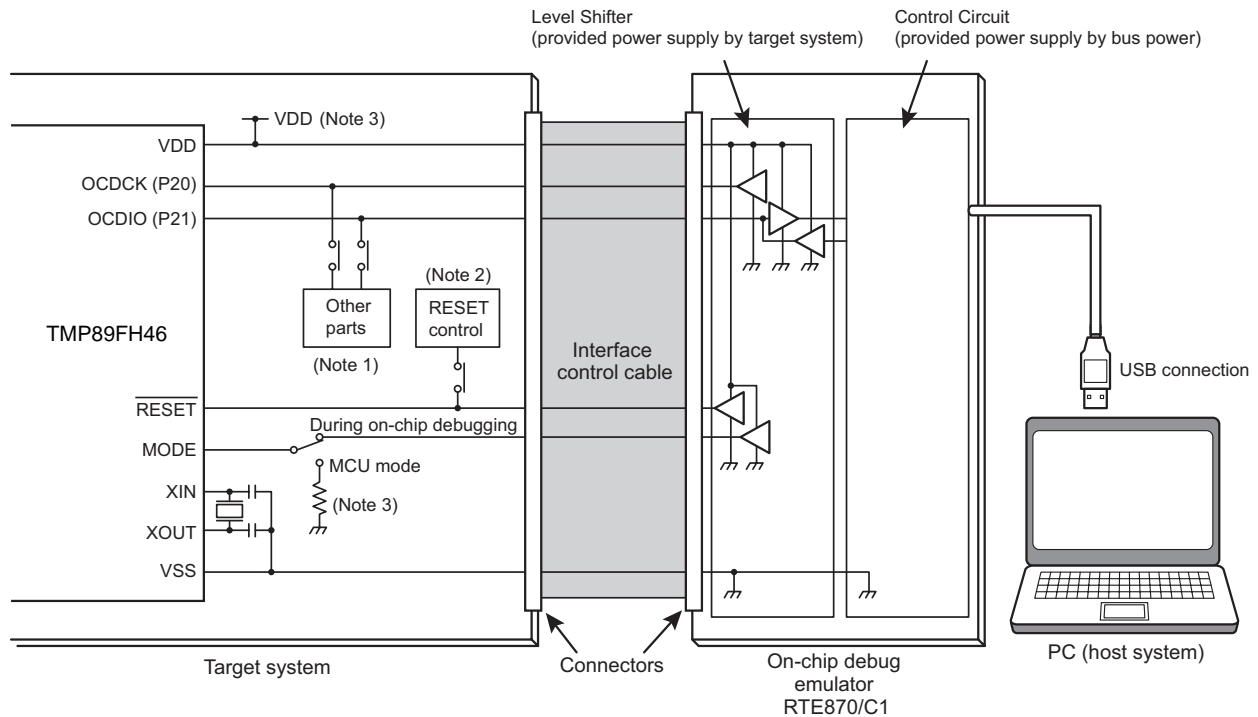 Level Shifter
(provided power supply by target system)
Control Circuit
(provided power supply by bus power)
VDD (Note 3)
VDD
OCDCK (P20)
OCDIO (P21)
(Note 2)
Other
parts
RESET
control
TMP89FH46
(Note 1)
Interface
control cable
USB connection
RESET
During on-chip debugging
MODE
MCU mode
XIN
(Note 3)
XOUT
VSS
Target system
Connectors
On-chip debug
emulator
RTE870/C1
PC (host system)